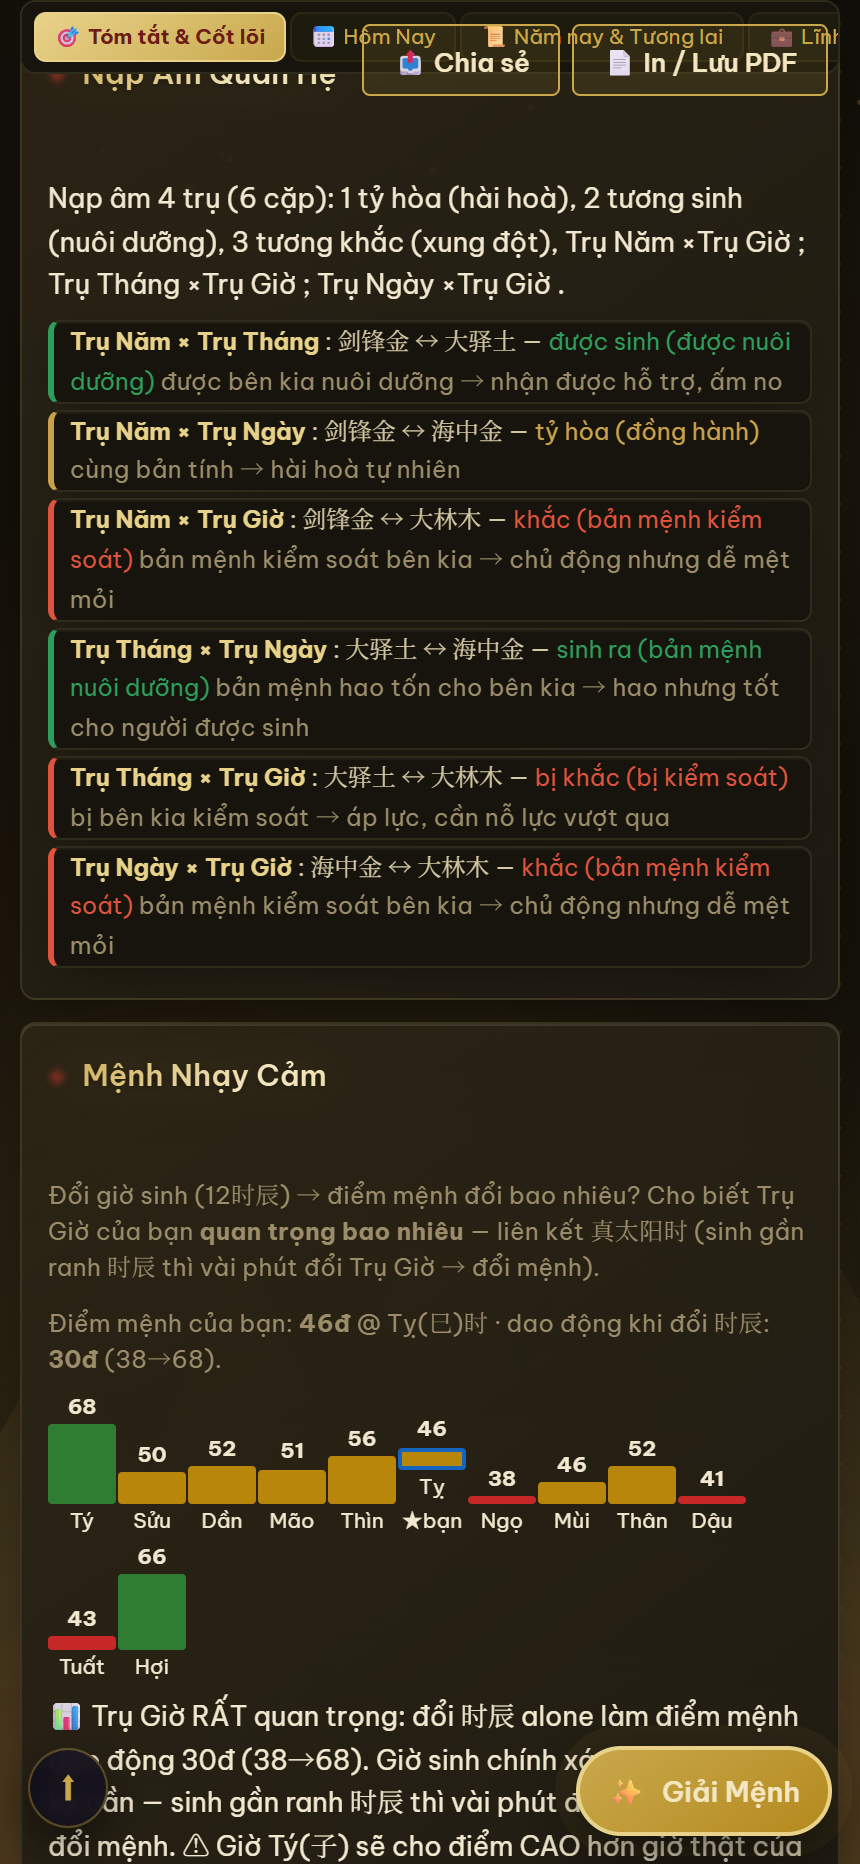 🎯 Tóm tắt & Cốt lõi
📅 Hôm Nay
📜 Năm nay & Tương lai
💼 Lĩnh
📤 Chia sẻ
📄 In / Lưu PDF
Nạp Âm Quan Hệ
Nạp âm 4 trụ (6 cặp): 1 tỷ hòa (hài hoà), 2 tương sinh
(nuôi dưỡng), 3 tương khắc (xung đột), Trụ Năm ×Trụ Giờ ;
Trụ Tháng ×Trụ Giờ ; Trụ Ngày ×Trụ Giờ .
Trụ Năm × Trụ Tháng : 剑锋金 ↔ 大驿土 — được sinh (được nuôi
dưỡng) được bên kia nuôi dưỡng → nhận được hỗ trợ, ấm no
Trụ Năm × Trụ Ngày : 剑锋金 ↔ 海中金 — tỷ hòa (đồng hành)
cùng bản tính → hài hoà tự nhiên
Trụ Năm × Trụ Giờ : 剑锋金 ↔ 大林木 — khắc (bản mệnh kiểm
soát) bản mệnh kiểm soát bên kia → chủ động nhưng dễ mệt
mỏi
Trụ Tháng × Trụ Ngày : 大驿土 ↔ 海中金 — sinh ra (bản mệnh
nuôi dưỡng) bản mệnh hao tốn cho bên kia → hao nhưng tốt
cho người được sinh
Trụ Tháng × Trụ Giờ : 大驿土 ↔ 大林木 — bị khắc (bị kiểm soát)
bị bên kia kiểm soát → áp lực, cần nỗ lực vượt qua
Trụ Ngày × Trụ Giờ : 海中金 ↔ 大林木 — khắc (bản mệnh kiểm
soát) bản mệnh kiểm soát bên kia → chủ động nhưng dễ mệt
mỏi
Mệnh Nhạy Cảm
Đổi giờ sinh (12时辰) → điểm mệnh đổi bao nhiêu? Cho biết Trụ
Giờ của bạn quan trọng bao nhiêu — liên kết 真太阳时 (sinh gần
ranh 时辰 thì vài phút đổi Trụ Giờ → đổi mệnh).
Điểm mệnh của bạn: 46đ @ Tỵ(巳)时 · dao động khi đổi 时辰:
30đ (38→68).
68 50 52 51 56 46 38 46 52 41
Tý Sửu Dần Mão Thìn Tỵ ★bạn Ngọ Mùi Thân Dậu
43 66
Tuất Hợi
📊 Trụ Giờ RẤT quan trọng: đổi 时辰 alone làm điểm mệnh
động 30đ (38→68). Giờ sinh chính
— sinh gần ranh 时辰 thì vài phút
✨ Giải Mệnh
đổi mệnh. ⚠ Giờ Tý(子) sẽ cho điểm CAO hơn giờ thật của